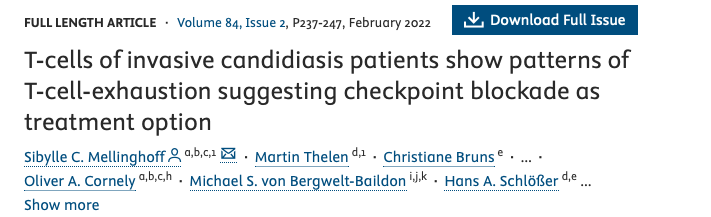 FULL LENGTH ARTICLE · Volume 84, Issue 2, P237-247, February 2022 Download Full Issue
T-cells of invasive candidiasis patients show patterns of
T-cell-exhaustion suggesting checkpoint blockade as
treatment option
Sibylle C. Mellinghoff a,b,c,1 · Martin Thelen d,1 · Christiane Bruns e · ... ·
Oliver A. Cornely a,b,c,h · Michael S. von Bergwelt-Baildon i,j,k · Hans A. Schlößer d,e ...
Show more